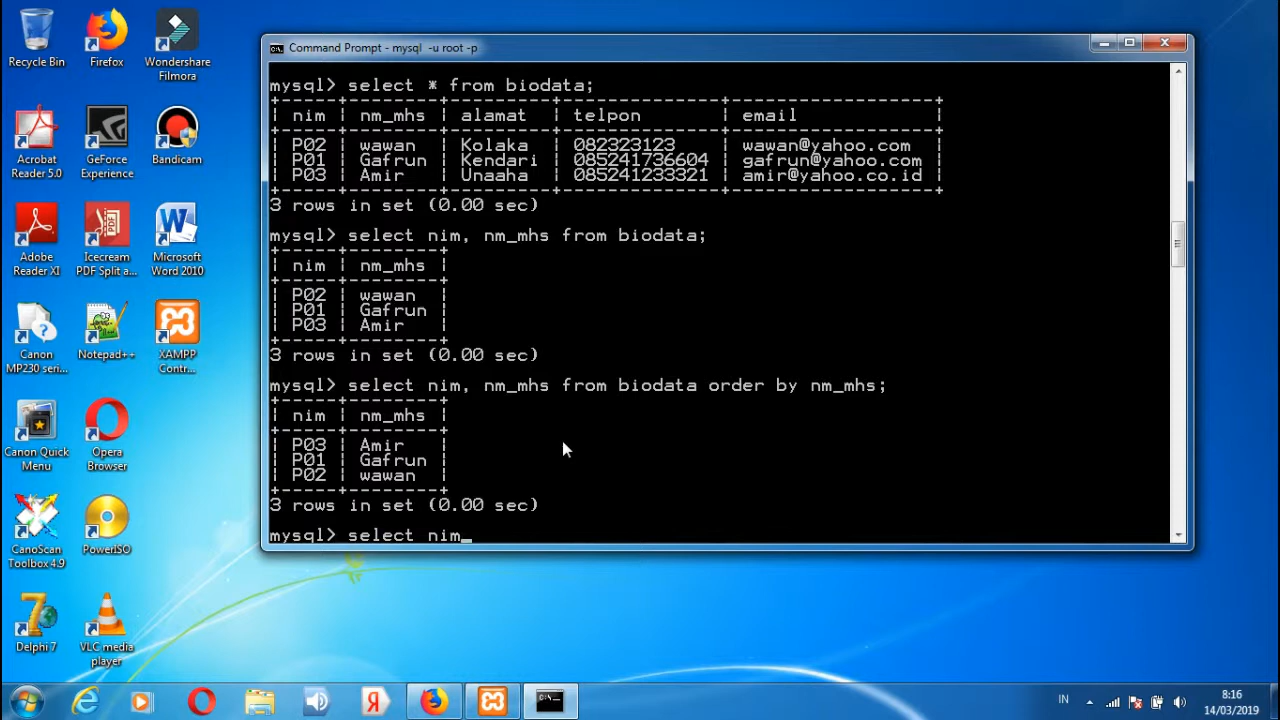 Recycle Bin
Firefox
Wondershare
Filmora
Acrobat
Reader 5.0
GeForce
Experience
Bandicam
Adobe
Reader XI
Icecream
PDF Split a...
Microsoft
Word 2010
Canon
MP230 seri...
Notepad++
XAMPP
Contr...
Canon Quick
Menu
Opera
Browser
CanoScan
Toolbox 4.9
PowerISO
Delphi 7
VLC media
player
Command Prompt - mysql -u root -p
mysql> select * from biodata;
+-----+--------+---------+--------------+------------------+
| nim | nm_mhs | alamat | telpon | email |
+-----+--------+---------+--------------+------------------+
| P02 | wawan | Kolaka | 082323123 | wawan@yahoo.com |
| P01 | Gafrun | Kendari | 085241736604 | gafrun@yahoo.com |
| P03 | Amir | Unaaha | 085241233321 | amir@yahoo.co.id |
+-----+--------+---------+--------------+------------------+
3 rows in set (0.00 sec)
mysql> select nim, nm_mhs from biodata;
+-----+--------+
| nim | nm_mhs |
+-----+--------+
| P02 | wawan |
| P01 | Gafrun |
| P03 | Amir |
+-----+--------+
3 rows in set (0.00 sec)
mysql> select nim, nm_mhs from biodata order by nm_mhs;
+-----+--------+
| nim | nm_mhs |
+-----+--------+
| P03 | Amir |
| P01 | Gafrun |
| P02 | wawan |
+-----+--------+
3 rows in set (0.00 sec)
mysql> select nim_
IN
8:16
14/03/2019